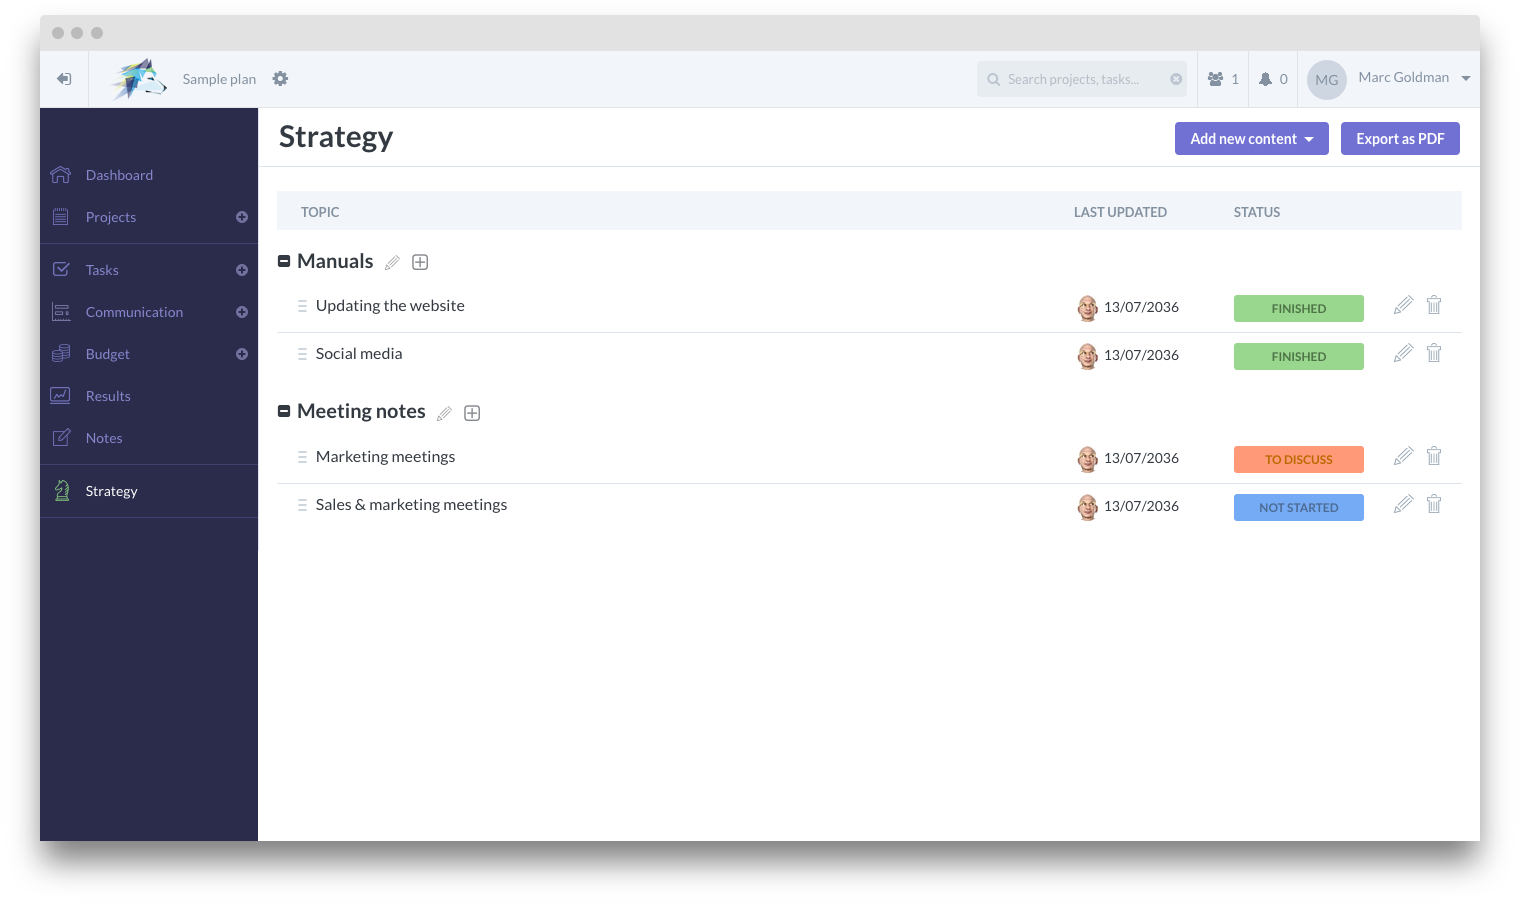 Sample plan
Search projects, tasks...
1
0
MG
Marc Goldman
Dashboard
Projects
Tasks
Communication
Budget
Results
Notes
Strategy
Strategy
Add new content
Export as PDF
TOPIC LAST UPDATED STATUS
Manuals
Updating the website 13/07/2036 FINISHED
Social media 13/07/2036 FINISHED
Meeting notes
Marketing meetings 13/07/2036 TO DISCUSS
Sales & marketing meetings 13/07/2036 NOT STARTED